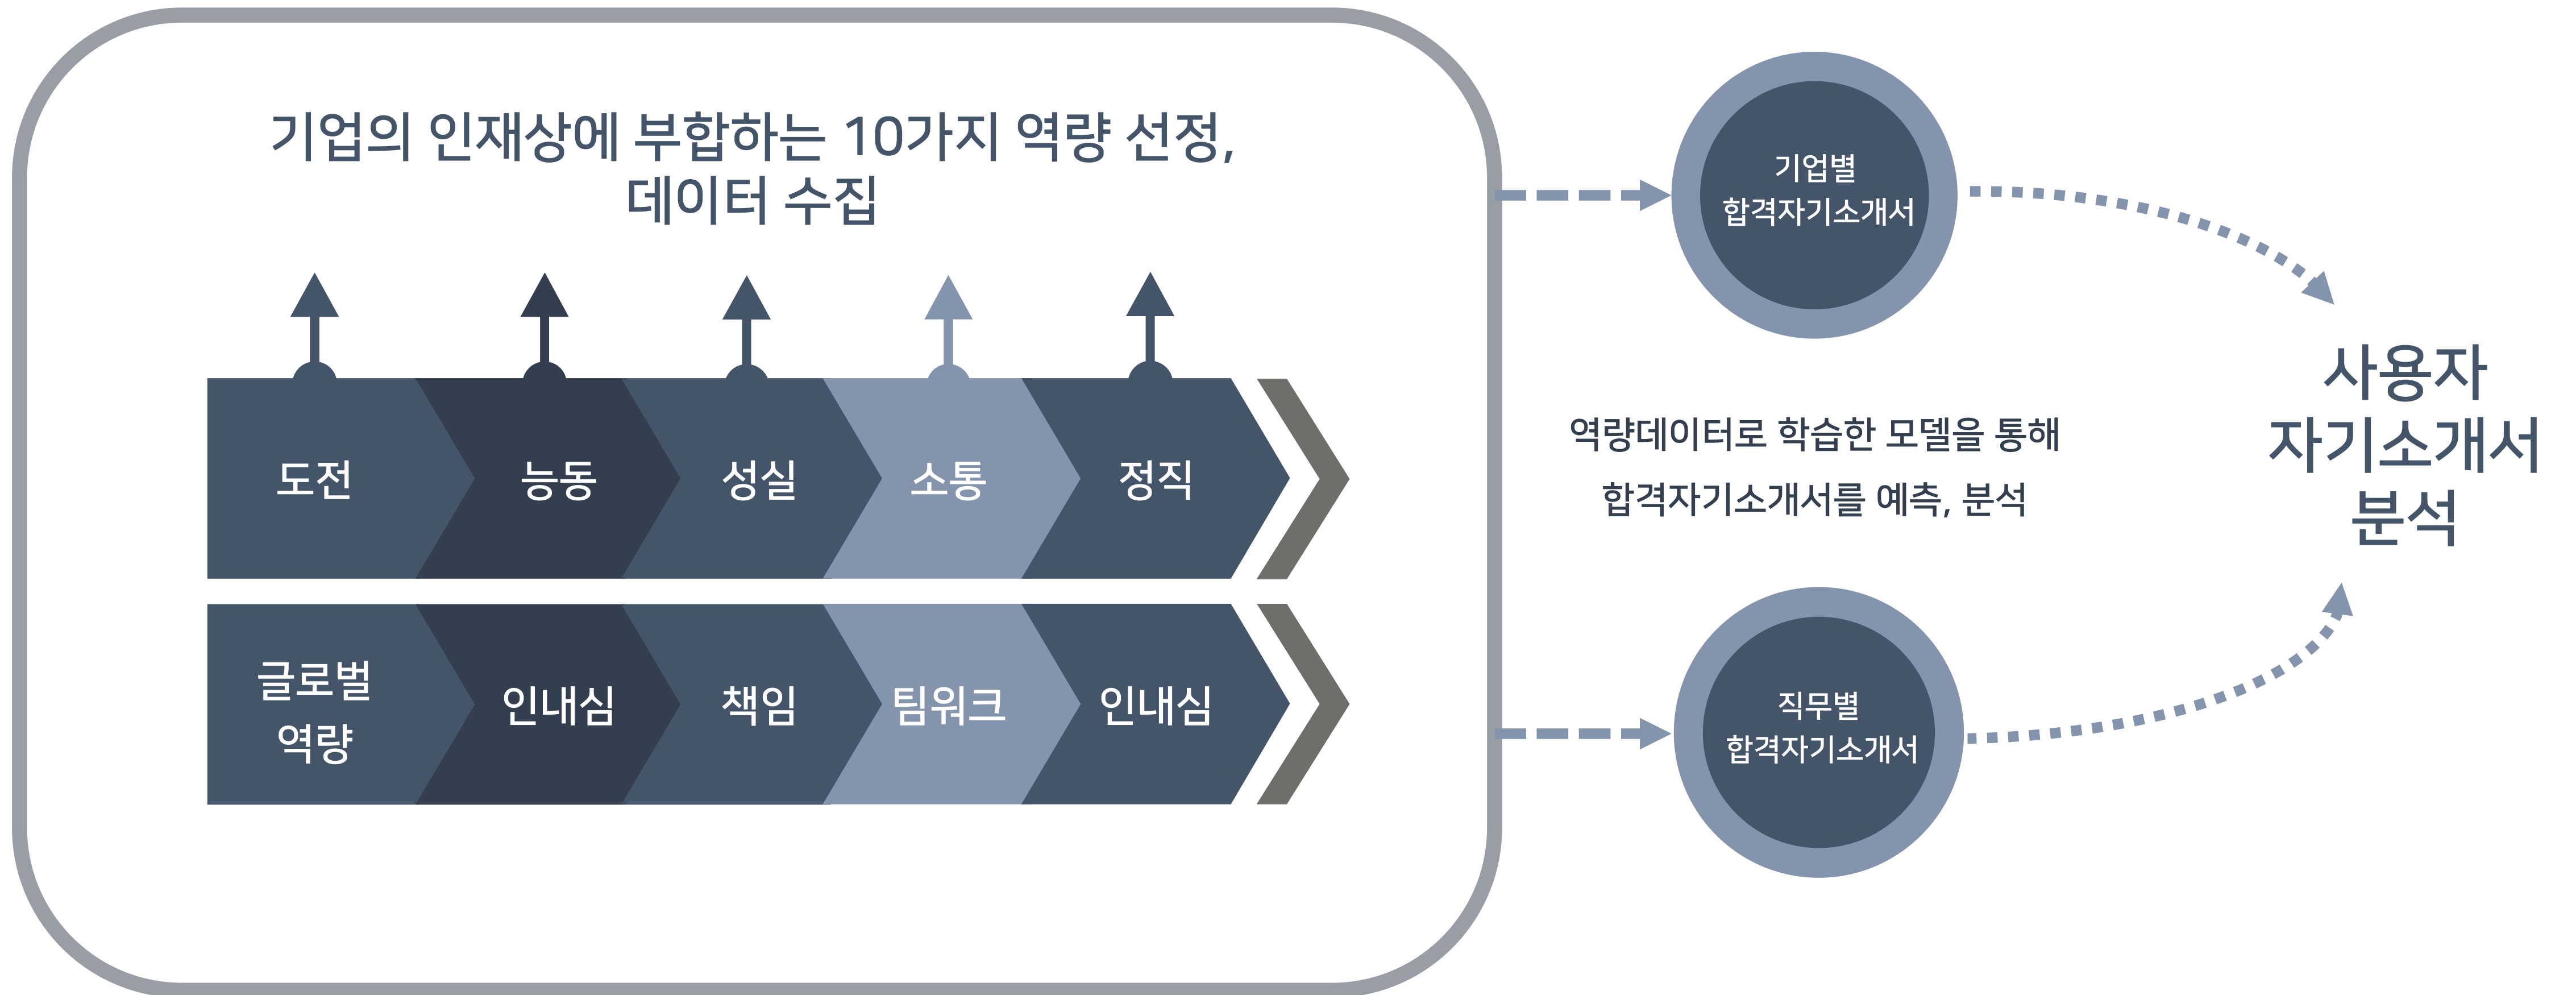 기업의 인재상에 부합하는 10가지 역량 선정,
데이터 수집
도전
능동
성실
소통
정직
글로벌
역량
인내심
책임
팀워크
인내심
기업별
합격자기소개서
역량데이터로 학습한 모델을 통해
합격자기소개서를 예측, 분석
직무별
합격자기소개서
사용자
자기소개서
분석